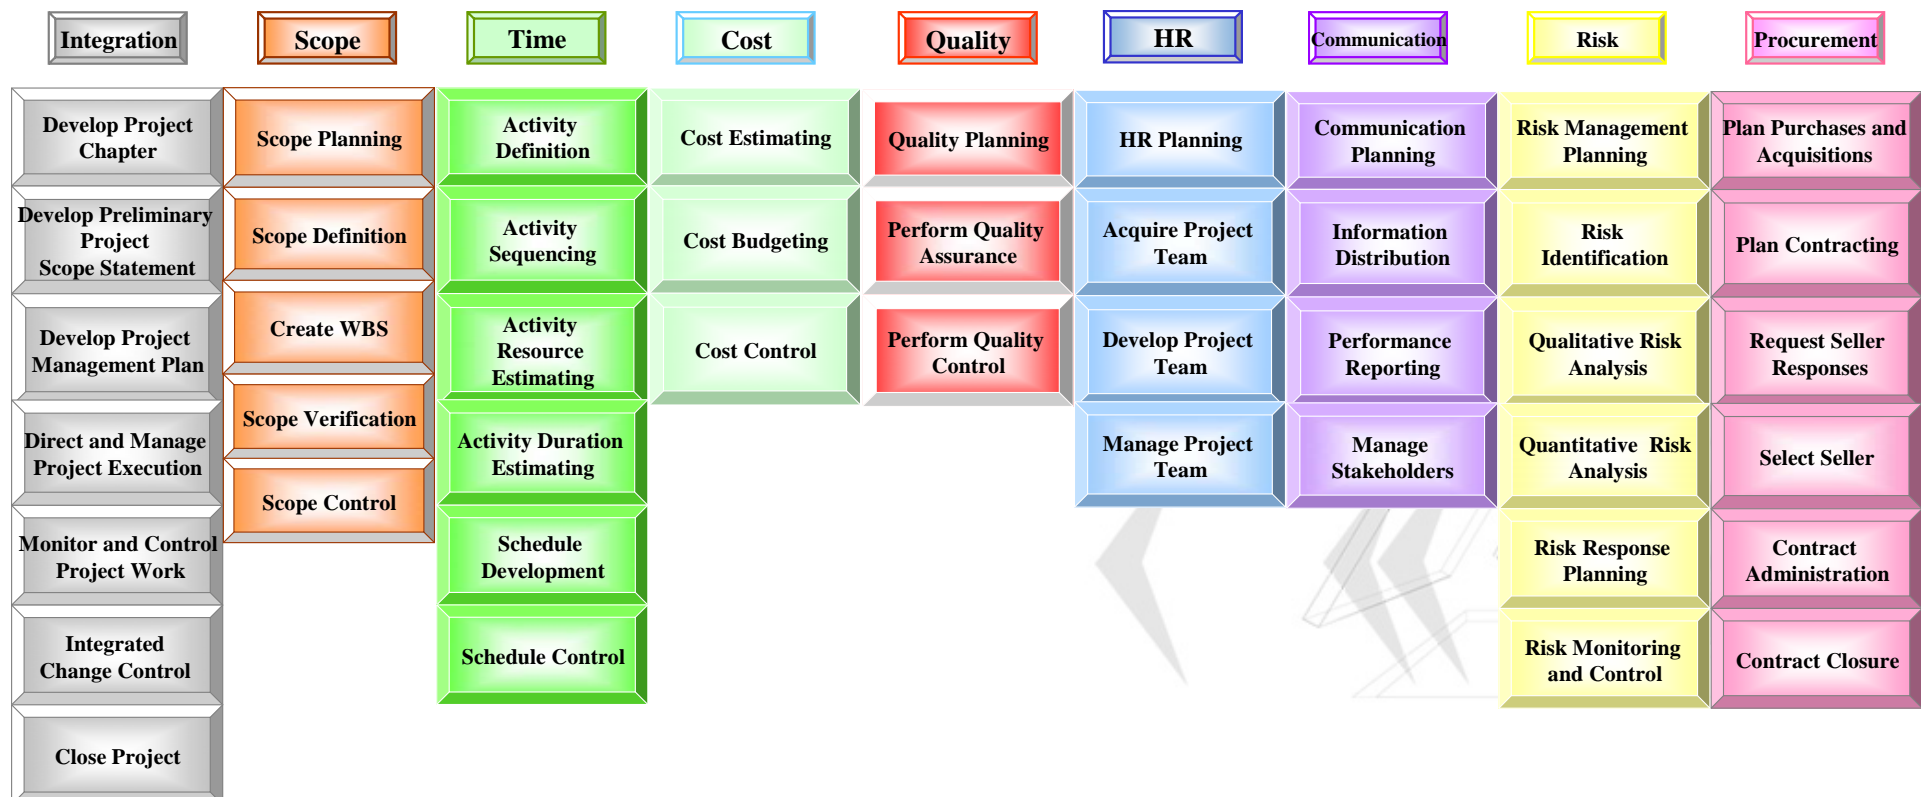 Integration
Scope
Time
Cost
Quality
HR
Communication
Risk
Procurement
Develop Project
Chapter
Develop Preliminary
Project
Scope Statement
Develop Project
Management Plan
Direct and Manage
Project Execution
Monitor and Control
Project Work
Integrated
Change Control
Close Project
Scope Planning
Scope Definition
Create WBS
Scope Verification
Scope Control
Activity
Definition
Activity
Sequencing
Activity
Resource
Estimating
Activity Duration
Estimating
Schedule
Development
Schedule Control
Cost Estimating
Cost Budgeting
Cost Control
Quality Planning
Perform Quality
Assurance
Perform Quality
Control
HR Planning
Acquire Project
Team
Develop Project
Team
Manage Project
Team
Communication
Planning
Information
Distribution
Performance
Reporting
Manage
Stakeholders
Risk Management
Planning
Risk
Identification
Qualitative Risk
Analysis
Quantitative Risk
Analysis
Risk Response
Planning
Risk Monitoring
and Control
Plan Purchases and
Acquisitions
Plan Contracting
Request Seller
Responses
Select Seller
Contract
Administration
Contract Closure